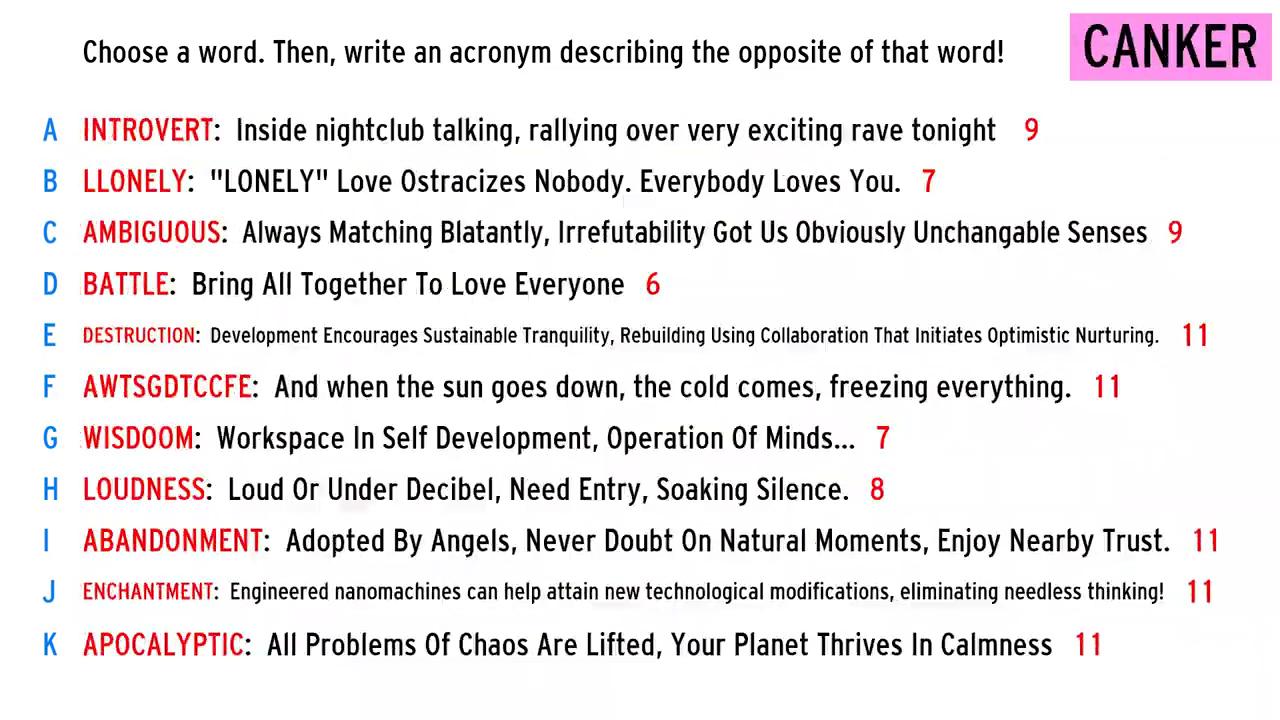 Choose a word. Then, write an acronym describing the opposite of that word!
CANKER
A INTROVERT: Inside nightclub talking, rallying over very exciting rave tonight 9
B LLONELY: "LONELY" Love Ostracizes Nobody. Everybody Loves You. 7
C AMBIGUOUS: Always Matching Blatantly, Irrefutability Got Us Obviously Unchangable Senses 9
D BATTLE: Bring All Together To Love Everyone 6
E DESTRUCTION: Development Encourages Sustainable Tranquility, Rebuilding Using Collaboration That Initiates Optimistic Nurturing. 11
F AWTSGDTCCFE: And when the sun goes down, the cold comes, freezing everything. 11
G WISDOOM: Workspace In Self Development, Operation Of Minds... 7
H LOUDNESS: Loud Or Under Decibel, Need Entry, Soaking Silence. 8
I ABANDONMENT: Adopted By Angels, Never Doubt On Natural Moments, Enjoy Nearby Trust. 11
J ENCHANTMENT: Engineered nanomachines can help attain new technological modifications, eliminating needless thinking! 11
K APOCALYPTIC: All Problems Of Chaos Are Lifted, Your Planet Thrives In Calmness 11